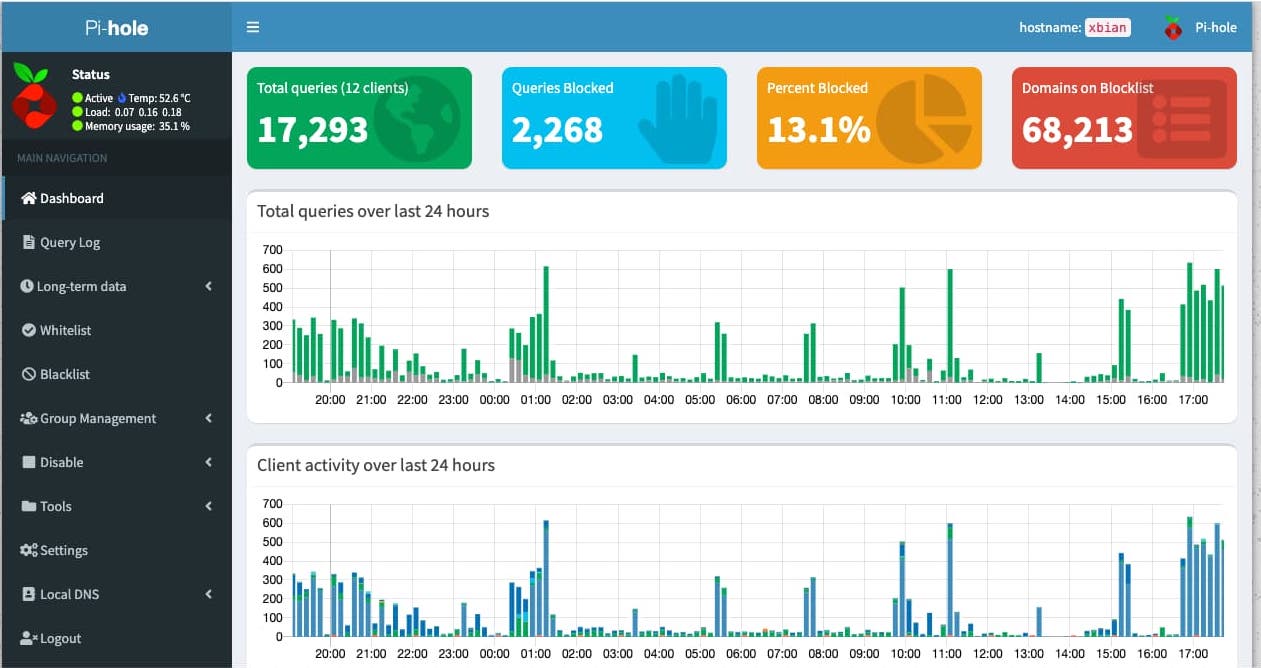 Pi-hole
hostname: xbian
Pi-hole
Status
Active Temp: 52.6 °C
Load: 0.07 0.16 0.18
Memory usage: 35.1 %
MAIN NAVIGATION
Dashboard
Query Log
Long-term data
Whitelist
Blacklist
Group Management
Disable
Tools
Settings
Local DNS
Logout
Total queries (12 clients)
17,293
Queries Blocked
2,268
Percent Blocked
13.1%
Domains on Blocklist
68,213
Total queries over last 24 hours
700
600
500
400
300
200
100
0
20:00 21:00 22:00 23:00 00:00 01:00 02:00 03:00 04:00 05:00 06:00 07:00 08:00 09:00 10:00 11:00 12:00 13:00 14:00 15:00 16:00 17:00
Client activity over last 24 hours
700
600
500
400
300
200
100
0
20:00 21:00 22:00 23:00 00:00 01:00 02:00 03:00 04:00 05:00 06:00 07:00 08:00 09:00 10:00 11:00 12:00 13:00 14:00 15:00 16:00 17:00